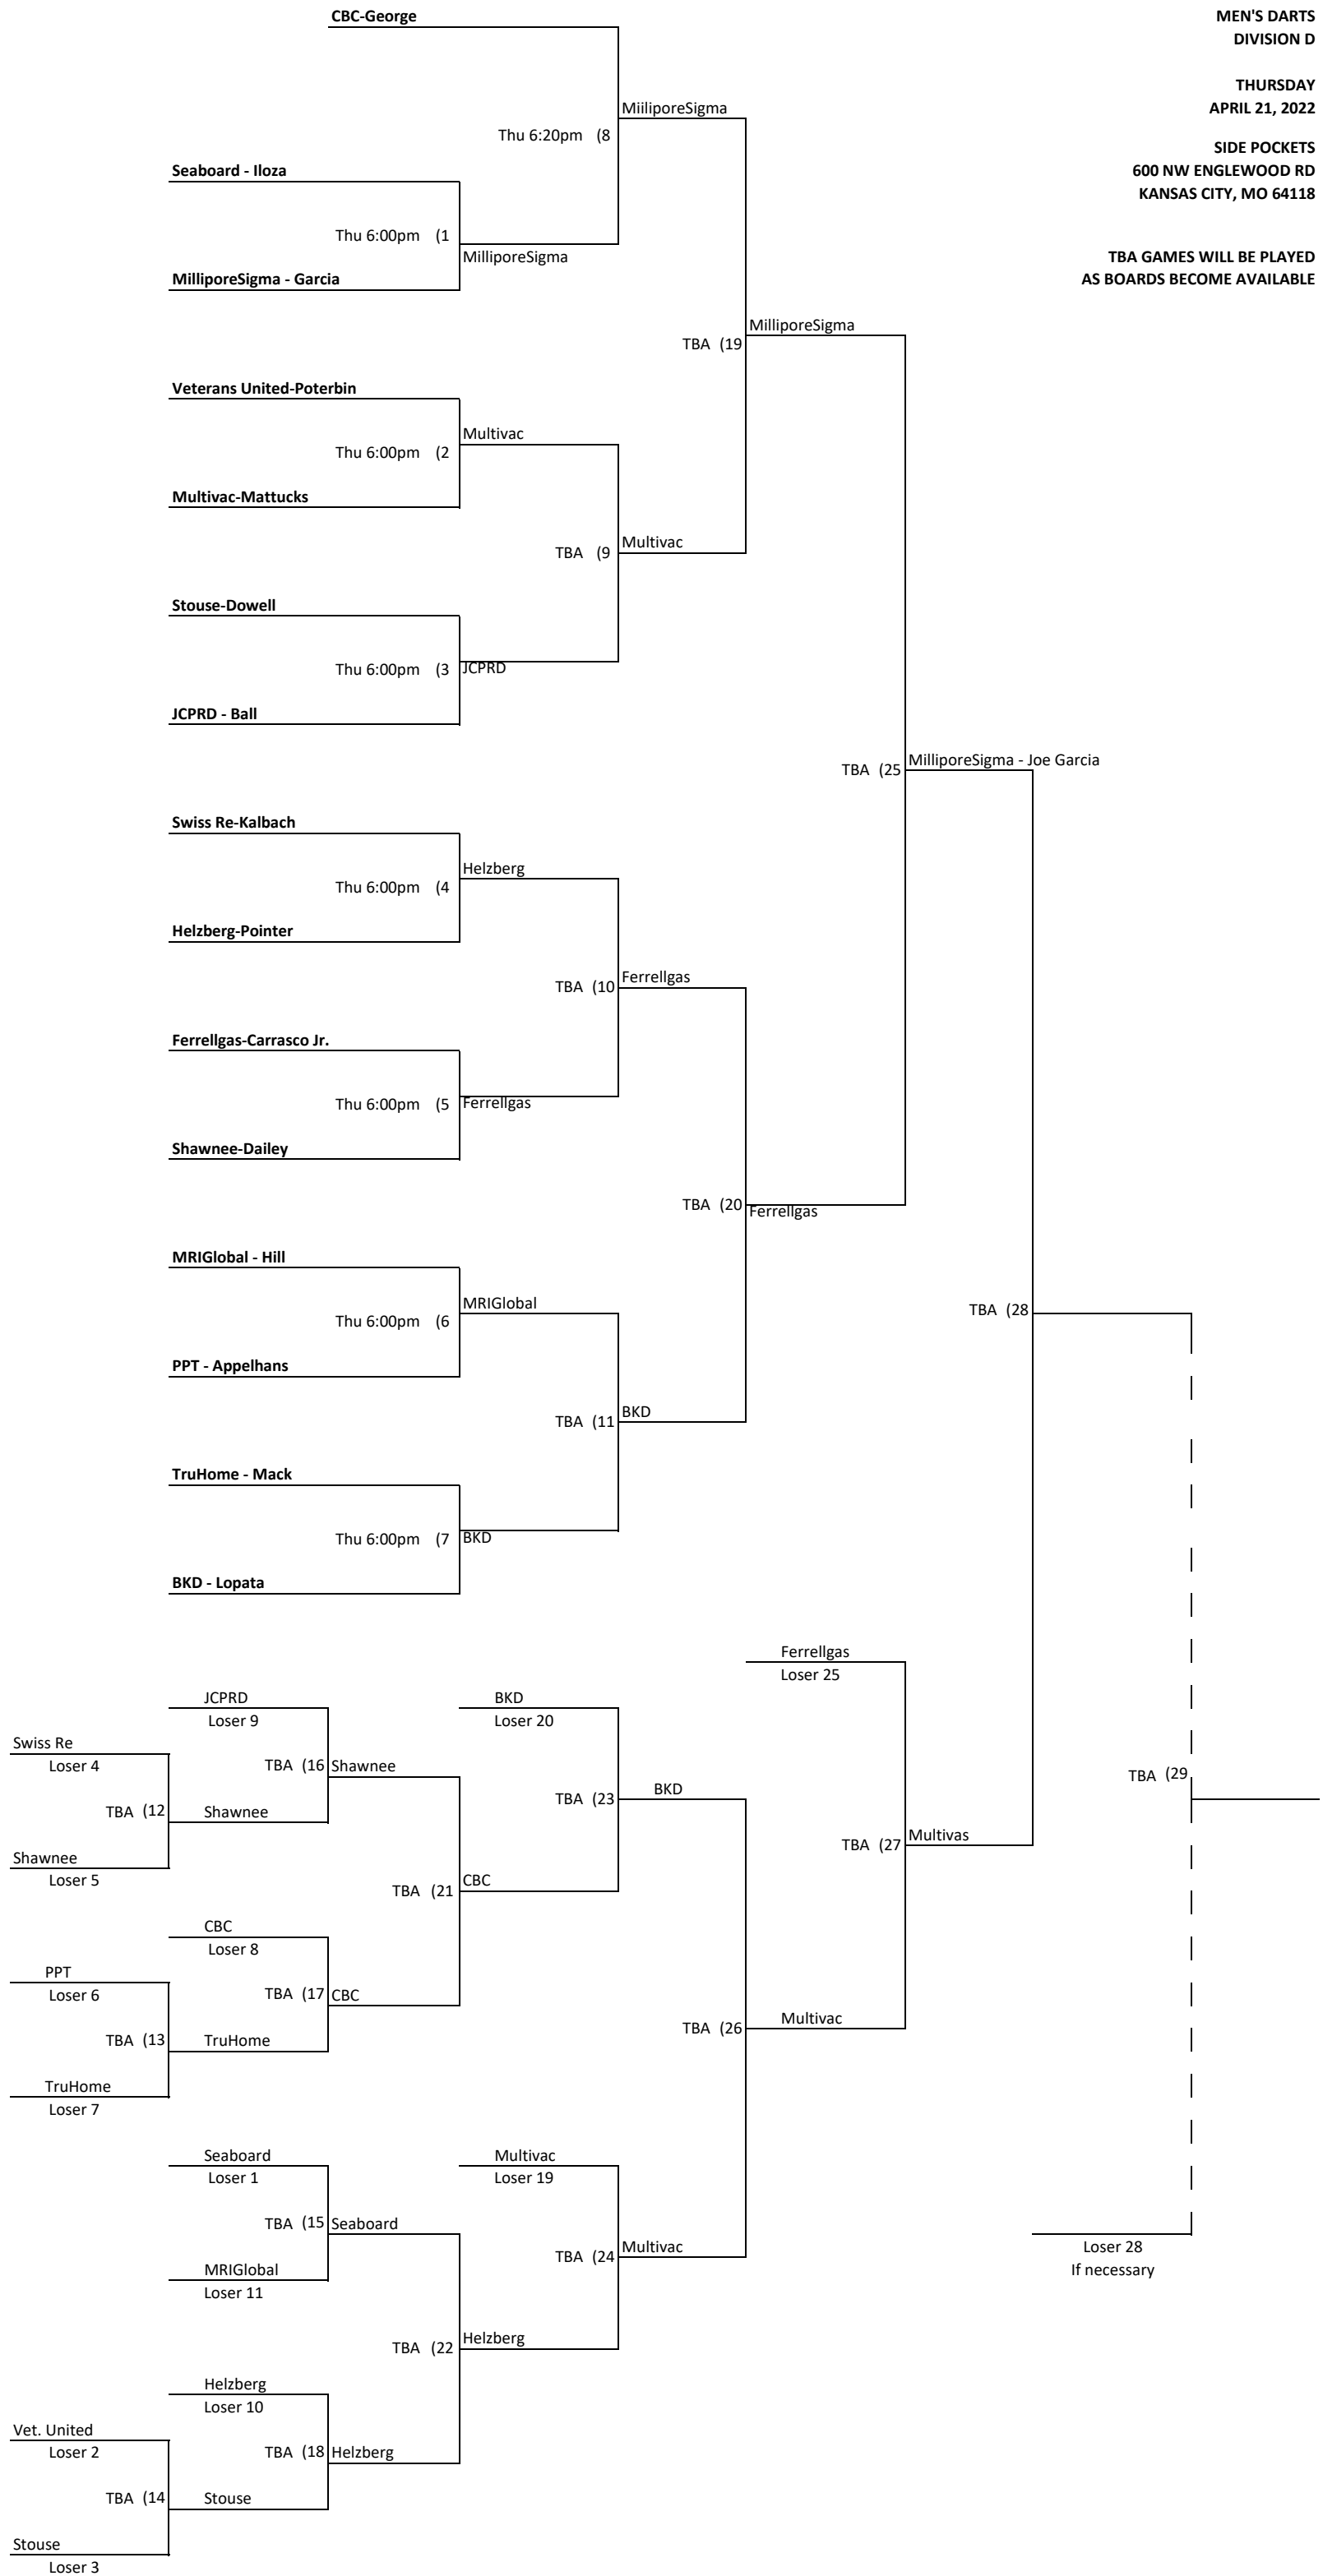 CBC-George
MEN'S DARTS
DIVISION D
THURSDAY
APRIL 21, 2022
MiiliporeSigma
Thu 6:20pm (8
SIDE POCKETS
600 NW ENGLEWOOD RD
KANSAS CITY, MO 64118
Seaboard - Iloza
Thu 6:00pm (1
MilliporeSigma
MilliporeSigma - Garcia
TBA GAMES WILL BE PLAYED
AS BOARDS BECOME AVAILABLE
MilliporeSigma
TBA (19
Veterans United-Poterbin
Multivac
Thu 6:00pm (2
Multivac-Mattucks
Multivac
TBA (9
Stouse-Dowell
Thu 6:00pm (3
JCPRD
JCPRD - Ball
MilliporeSigma - Joe Garcia
TBA (25
Swiss Re-Kalbach
Helzberg
Thu 6:00pm (4
Helzberg-Pointer
Ferrellgas
TBA (10
Ferrellgas-Carrasco Jr.
Thu 6:00pm (5
Ferrellgas
Shawnee-Dailey
TBA (20
Ferrellgas
MRIGlobal - Hill
MRIGlobal
TBA (28
Thu 6:00pm (6
PPT - Appelhans
BKD
TBA (11
TruHome - Mack
Thu 6:00pm (7
BKD
BKD - Lopata
Ferrellgas
Loser 25
JCPRD
Loser 9
BKD
Loser 20
Swiss Re
Loser 4
TBA (16
Shawnee
TBA (29
BKD
TBA (23
TBA (12
Shawnee
Multivas
TBA (27
Shawnee
Loser 5
CBC
TBA (21
CBC
Loser 8
PPT
Loser 6
TBA (17
CBC
Multivac
TBA (26
TBA (13
TruHome
TruHome
Loser 7
Seaboard
Loser 1
Multivac
Loser 19
TBA (15
Seaboard
Multivac
TBA (24
Loser 28
If necessary
MRIGlobal
Loser 11
Helzberg
TBA (22
Helzberg
Loser 10
Vet. United
Loser 2
TBA (18
Helzberg
TBA (14
Stouse
Stouse
Loser 3